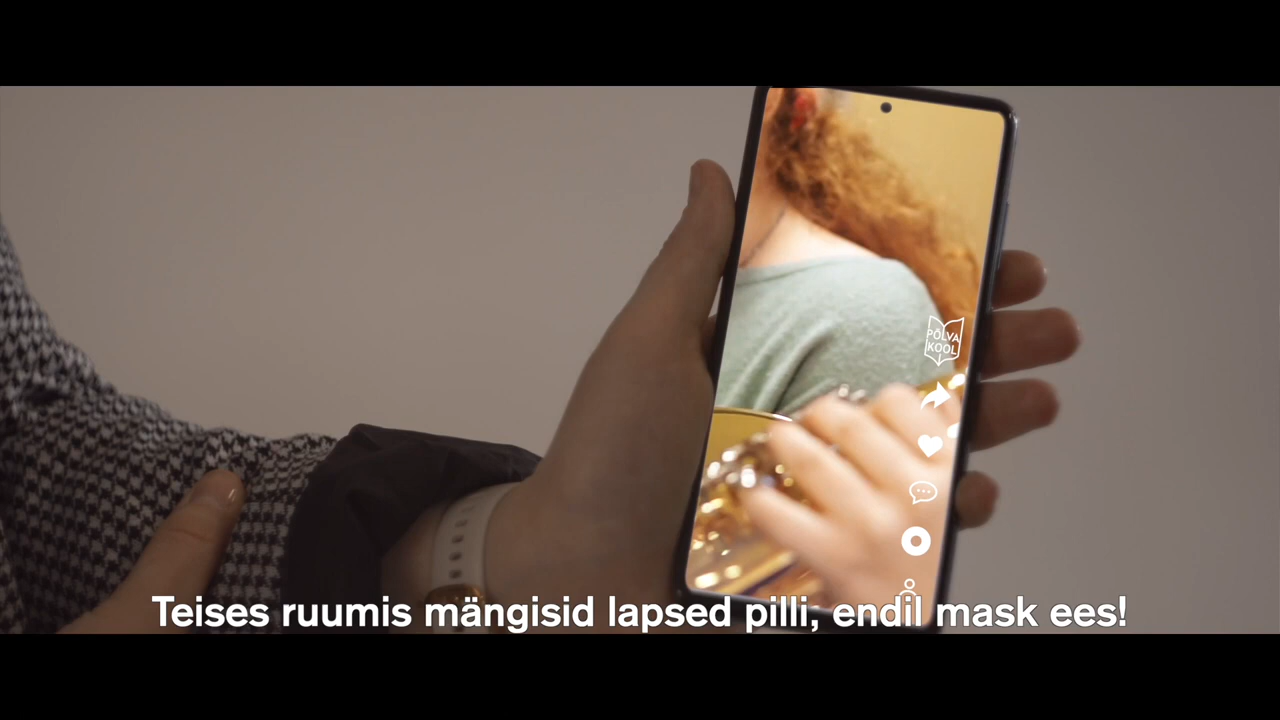 PÕLVA
KOOL
Teises ruumis mängisid lapsed pilli, endil mask ees!